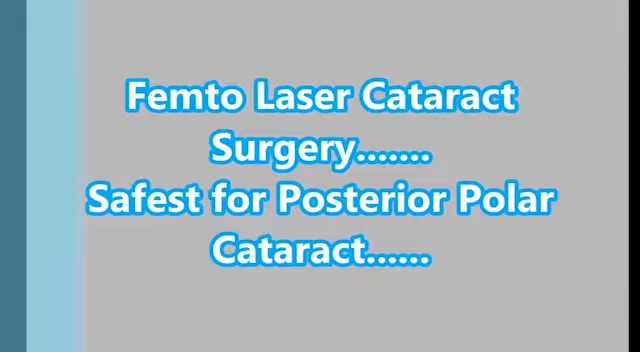 Femto Laser Cataract
Surgery.......
Safest for Posterior Polar
Cataract......